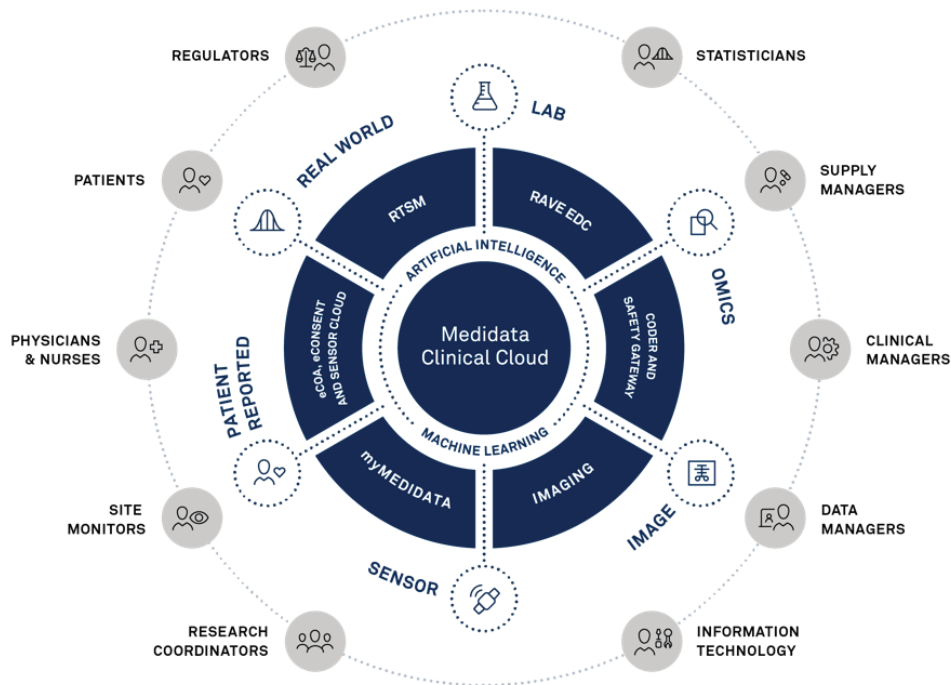 REGULATORS
STATISTICIANS
LAB
REAL WORLD
PATIENTS
SUPPLY
MANAGERS
RTSM
RAVE EDC
ARTIFICIAL INTELLIGENCE
OMICS
PHYSICIANS
& NURSES
eCOA, eCONSENT
AND SENSOR CLOUD
Medidata
Clinical Cloud
CODER AND
SAFETY GATEWAY
CLINICAL
MANAGERS
PATIENT
REPORTED
MACHINE LEARNING
myMEDIDATA
IMAGING
SITE
MONITORS
IMAGE
DATA
MANAGERS
SENSOR
RESEARCH
COORDINATORS
INFORMATION
TECHNOLOGY